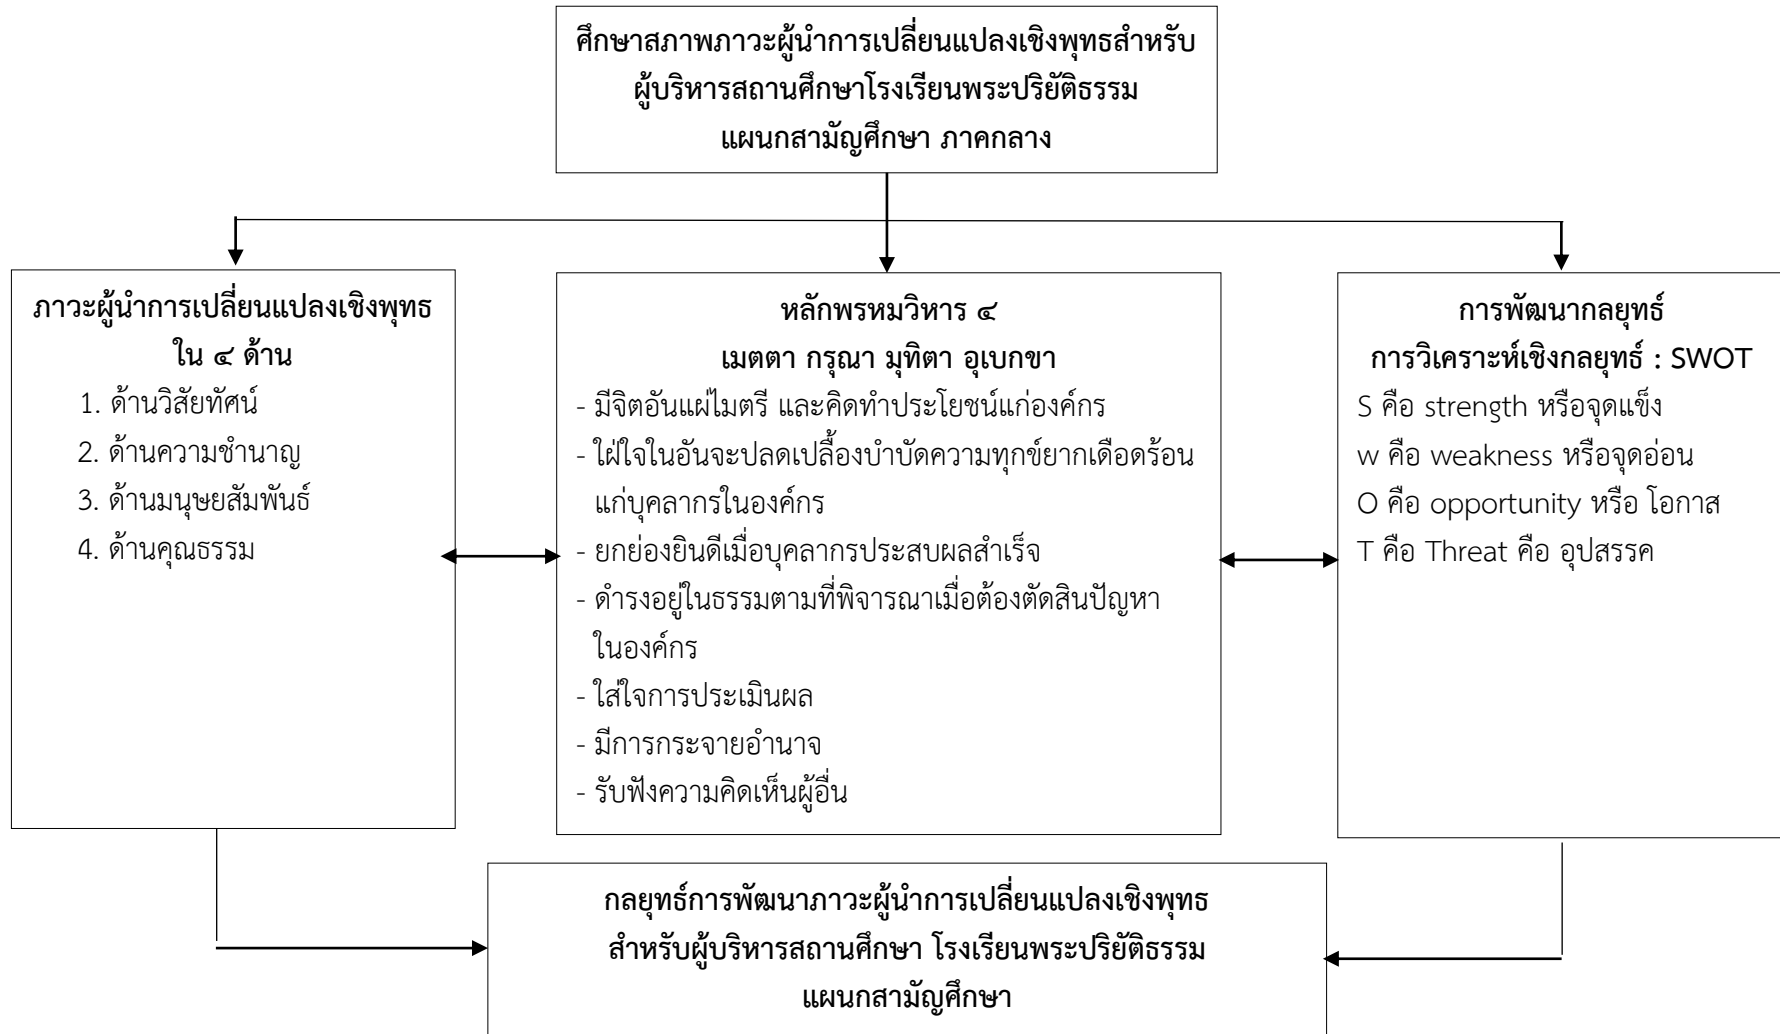 ศึกษาสภาพภาวะผู้นำการเปลี่ยนแปลงเชิงพุทธสำหรับ
ผู้บริหารสถานศึกษาโรงเรียนพระปริยัติธรรม
แผนกสามัญศึกษา ภาคกลาง
ภาวะผู้นำการเปลี่ยนแปลงเชิงพุทธ
ใน ๔ ด้าน
1. ด้านวิสัยทัศน์
2. ด้านความชำนาญ
3. ด้านมนุษยสัมพันธ์
4. ด้านคุณธรรม
หลักพรหมวิหาร ๔
เมตตา กรุณา มุทิตา อุเบกขา
- มีจิตอันแผ่ไมตรี และคิดทำประโยชน์แก่องค์กร
- ใฝ่ใจในอันจะปลดเปลื้องบำบัดความทุกข์ยากเดือดร้อน
แก่บุคลากรในองค์กร
- ยกย่องยินดีเมื่อบุคลากรประสบผลสำเร็จ
- ดำรงอยู่ในธรรมตามที่พิจารณาเมื่อต้องตัดสินปัญหา
ในองค์กร
- ใส่ใจการประเมินผล
- มีการกระจายอำนาจ
- รับฟังความคิดเห็นผู้อื่น
การพัฒนากลยุทธ์
การวิเคราะห์เชิงกลยุทธ์ : SWOT
S คือ strength หรือจุดแข็ง
w คือ weakness หรือจุดอ่อน
O คือ opportunity หรือ โอกาส
T คือ Threat คือ อุปสรรค
กลยุทธ์การพัฒนาภาวะผู้นำการเปลี่ยนแปลงเชิงพุทธ
สำหรับผู้บริหารสถานศึกษา โรงเรียนพระปริยัติธรรม
แผนกสามัญศึกษา